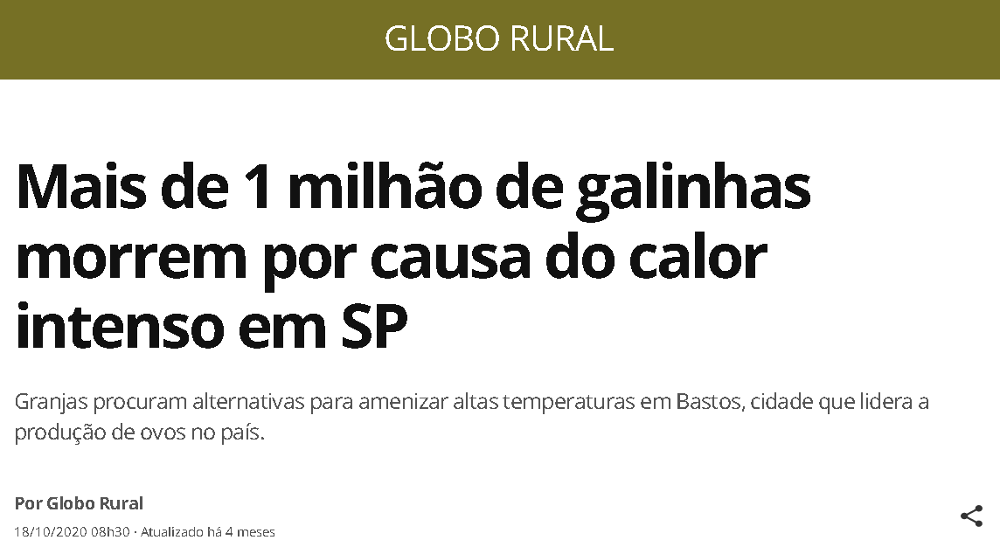 GLOBO RURAL
Mais de 1 milhão de galinhas
morrem por causa do calor
intenso em SP
Granjas procuram alternativas para amenizar altas temperaturas em Bastos, cidade que lidera a
produção de ovos no país.
Por Globo Rural
18/10/2020 08h30 · Atualizado há 4 meses